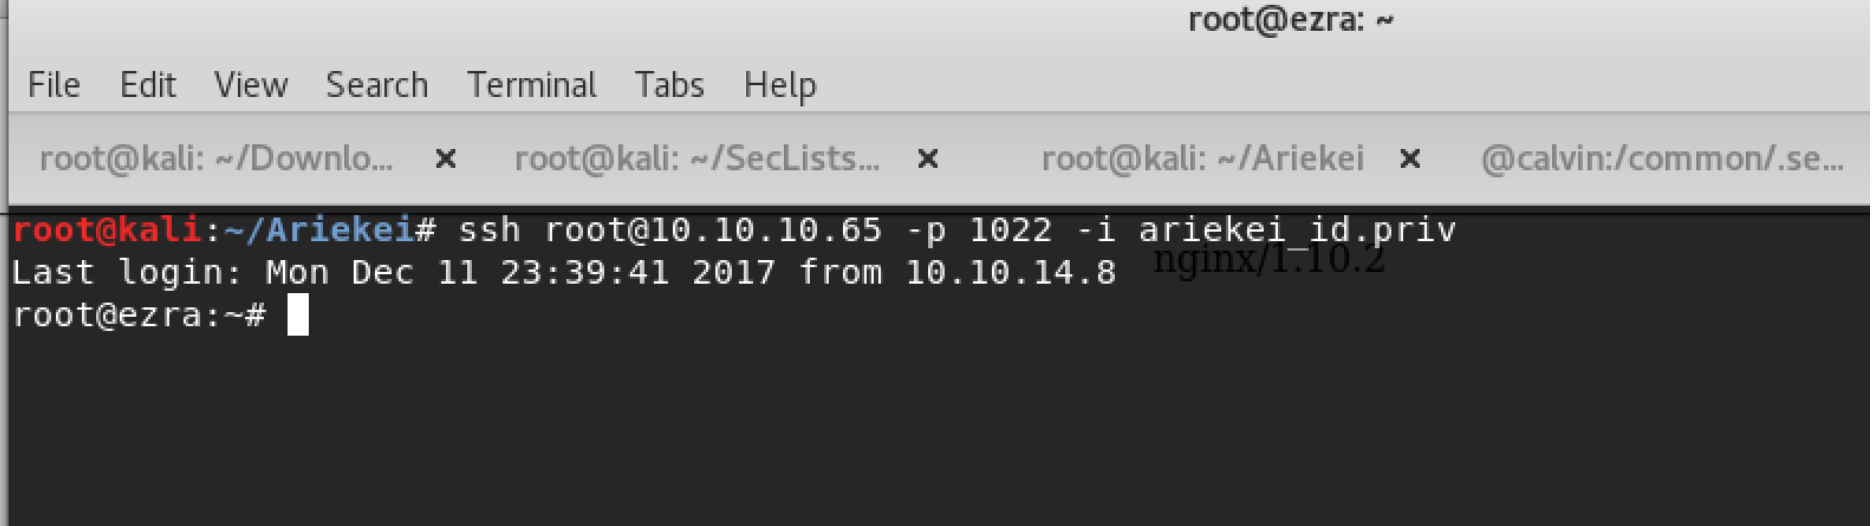 root@ezra: ~
File Edit View Search Terminal Tabs Help
root@kali: ~/Downlo... × root@kali: ~/SecLists... × root@kali: ~/Ariekei × @calvin:/common/.se...
root@kali:~/Ariekei# ssh root@10.10.10.65 -p 1022 -i ariekei_id.priv
nginx/1.10.2
Last login: Mon Dec 11 23:39:41 2017 from 10.10.14.8
root@ezra:~#